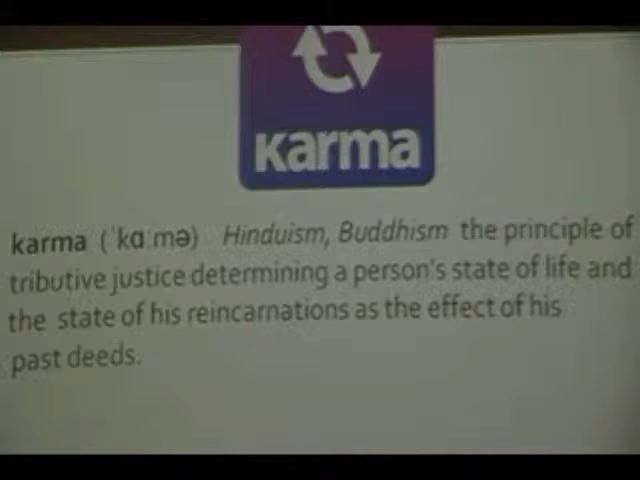 karma
karma (ˈkɑːmə) Hinduism, Buddhism the principle of
tributive justice determining a person's state of life and
the state of his reincarnations as the effect of his
past deeds.